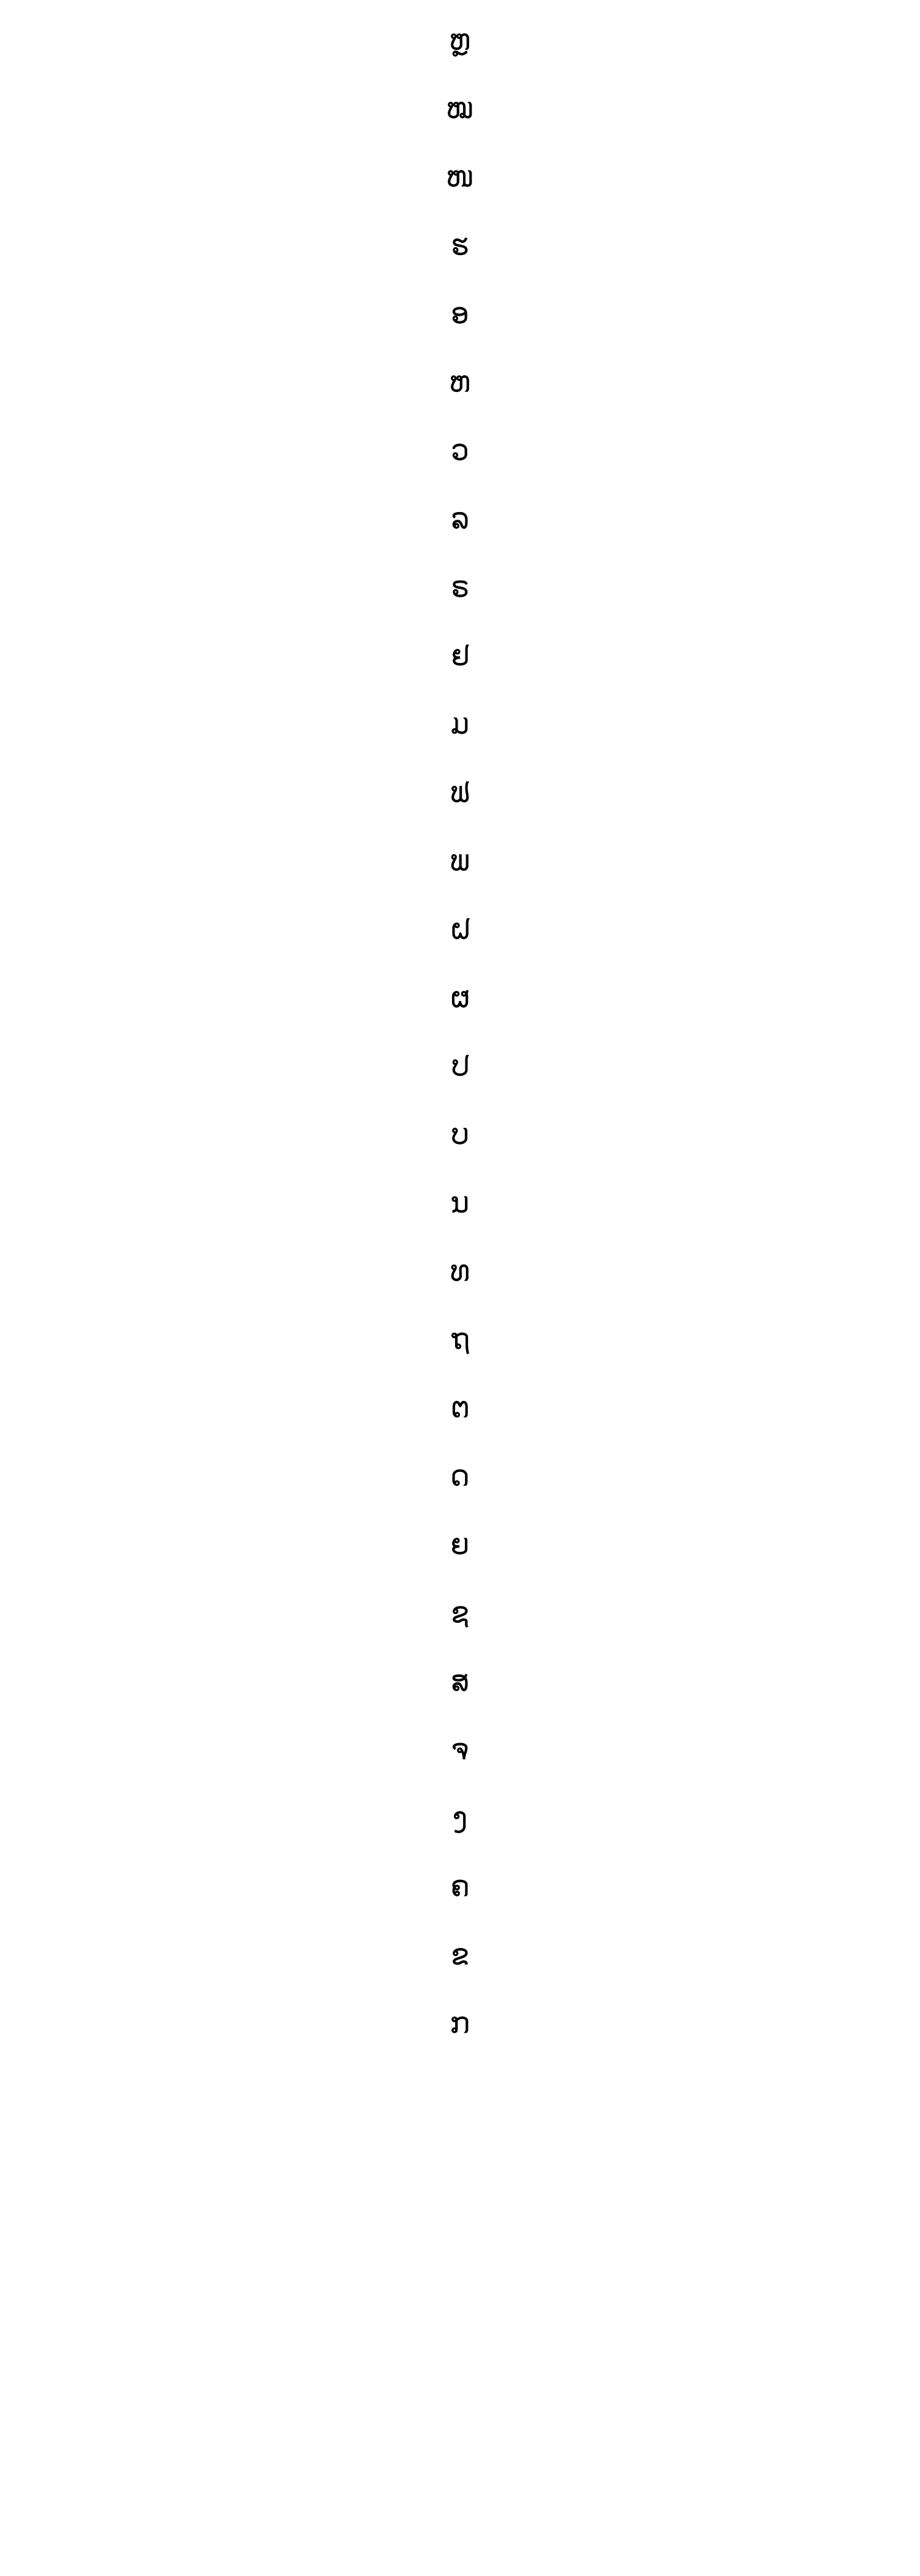 ຫຼ
ໝ
ໜ
ຮ
ອ
ຫ
ວ
ລ
ຣ
ຢ
ມ
ຟ
ພ
ຝ
ຜ
ປ
ບ
ນ
ທ
ຖ
ຕ
ດ
ຍ
ຊ
ສ
ຈ
ງ
ຄ
ຂ
ກ